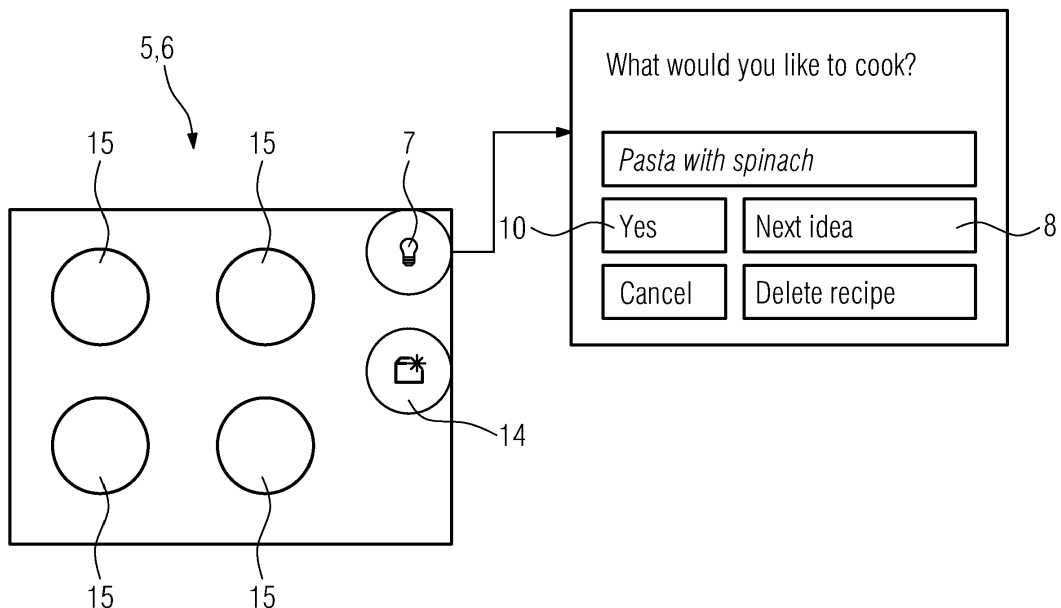 5,6
15
15
7
What would you like to cook?
Pasta with spinach
10
Yes
Next idea
8
Cancel
Delete recipe
14
15
15